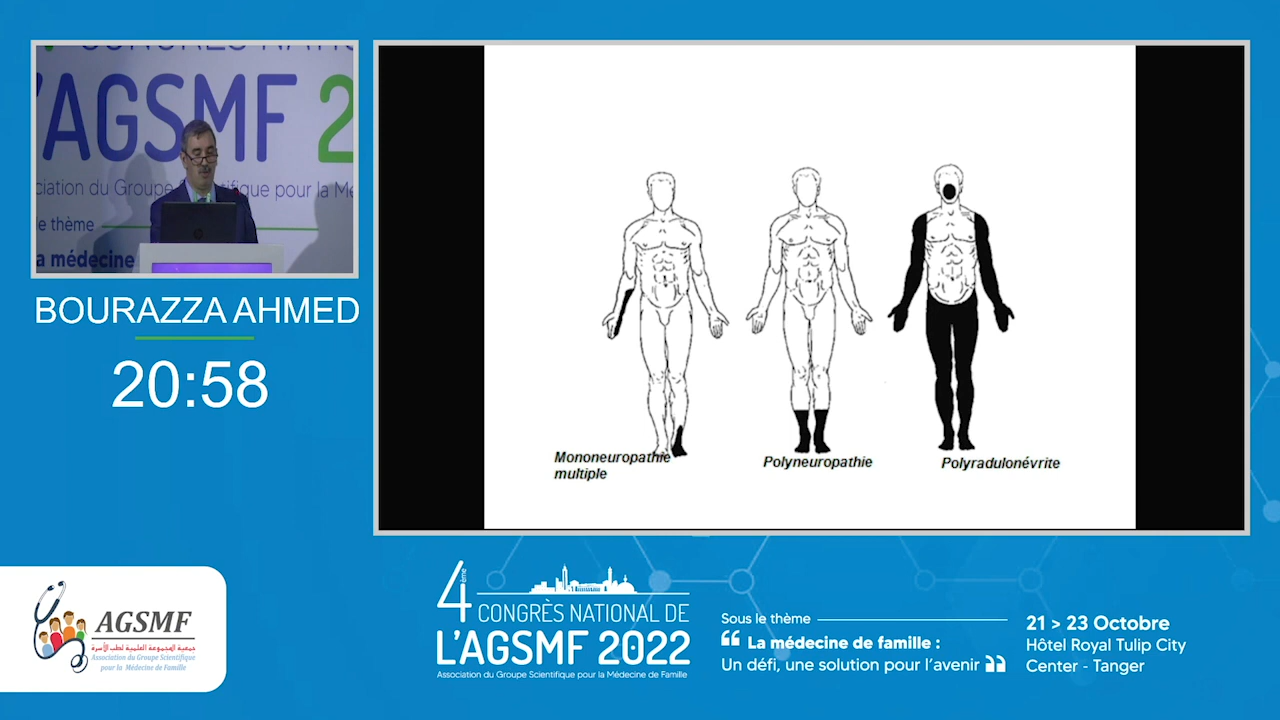 CONGRÈS NATI
L'AGSMF 2
ciation du Groupe Scientifique pour la Mé
le thème
a médecine
BOURAZZA AHMED
20:58
Mononeuropathie
multiple
Polyneuropathie
Polyradulonévrite
AGSMF
جمعية المجموعة العلمية لطب الأسرة
Association du Groupe Scientifique
pour la Médecine de Famille
4ème
CONGRÈS NATIONAL DE
L'AGSMF 2022
Association du Groupe Scientifique pour la Médecine de Famille
Sous le thème
“ La médecine de famille :
Un défi, une solution pour l'avenir ”
21 > 23 Octobre
Hôtel Royal Tulip City
Center - Tanger